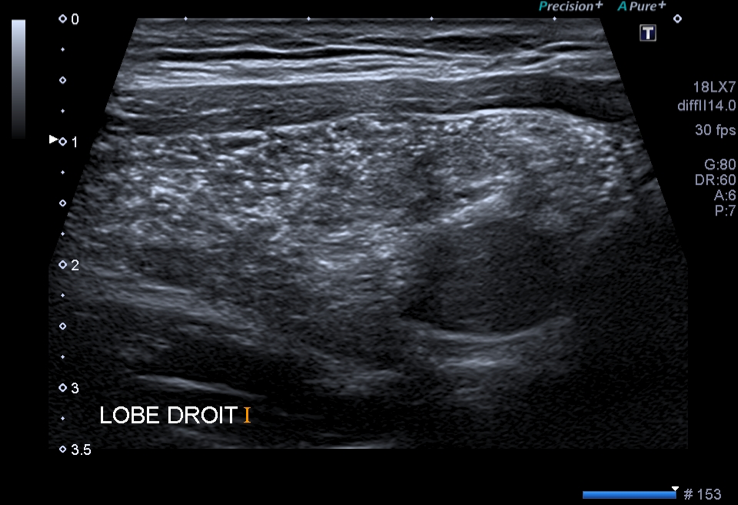 Precision+ A Pure+
0
T
18LX7
diffII14.0
30 fps
1
G:80
DR:60
A:6
P:7
2
3
LOBE DROIT I
3.5
# 153